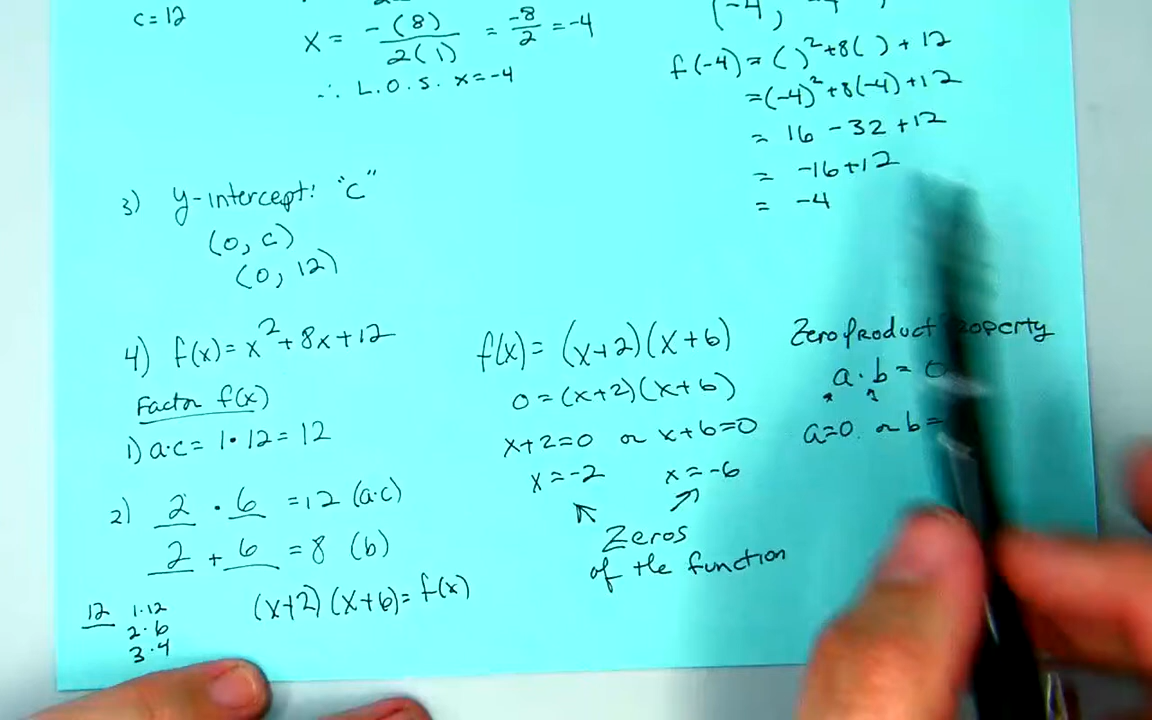 c=12
x = -(8) / 2(1) = -8/2 = -4
∴ L.O.S. x=-4
(-4, -4)
f(-4) = ( )²+8( ) + 12
=(-4)²+8(-4)+12
= 16 -32 +12
= -16+12
= -4
3) y-intercept: "c"
(0, c)
(0, 12)
4) f(x)= x²+8x+12
Factor f(x)
1) a·c = 1·12 = 12
2) 2 · 6 =12 (a·c)
2 + 6 = 8 (b)
12 1·12
2·6
3·4
(x+2)(x+6)= f(x)
f(x) = (x+2)(x+6)
0=(x+2)(x+6)
x+2=0 or x+6=0
x=-2 x=-6
Zeros
of the function
Zero Product
a·b = 0
a=0. or b=